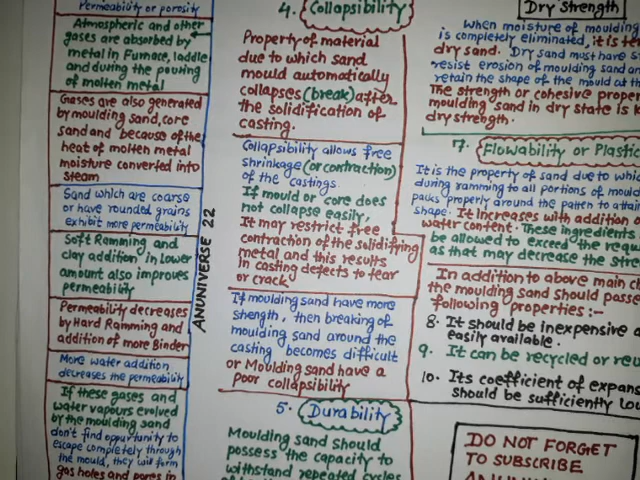 Permeability or porosity
Atmospheric and other
gases are absorbed by
metal in Furnace, laddle
and during the pouring
of molten metal
Gases are also generated
by moulding sand, core
sand and because of the
heat of molten metal
moisture converted into
steam
Sand which are coarse
or have rounded grains
exhibit more permeability
Soft Ramming and
clay addition in Lower
amount also improves
permeability
Permeability decreases
by Hard Ramming and
addition of more Binder
More water addition
decreases the permeability
If these gases and
water vapours evolved
by the moulding sand
don't find oppurtunity to
escape completely through
the mould, they will form
gas holes and pores in
ANUNIVERSE 22
4. Collapsibility
Property of material
due to which sand
mould automatically
collapses (break) after
the solidification of
casting.
Collapsibility allows free
shrinkage (or contraction)
of the castings.
If mould or core does
not collapse easily,
It may restrict free
contraction of the solidifying
metal and this results
in casting defects to tear
or crack
If moulding sand have more
strength, then breaking of
moulding sand around the
casting becomes difficult
or Moulding sand have a
poor collapsibility
5. Durability
Moulding sand should
possess the capacity to
withstand repeated cycles
Dry Strength
When moisture of moulding
is completely eliminated, it is
dry sand. Dry sand must have
resist erosion of moulding sand
retain the shape of the mould
The strength or cohesive
moulding sand in dry state is
dry strength.
7. Flowability or
It is the property of sand due to
during ramming to all portions of
packs properly around the pattern to
shape. It increases with addition
water content. These ingredients
be allowed to exceed the
as that may decrease the
In addition to above main
the moulding sand should
following properties:-
8. It should be inexpensive
easily available.
9. It can be recycled or
10. Its coefficient of
should be sufficiently
DO NOT FORGET
TO SUBSCRIBE